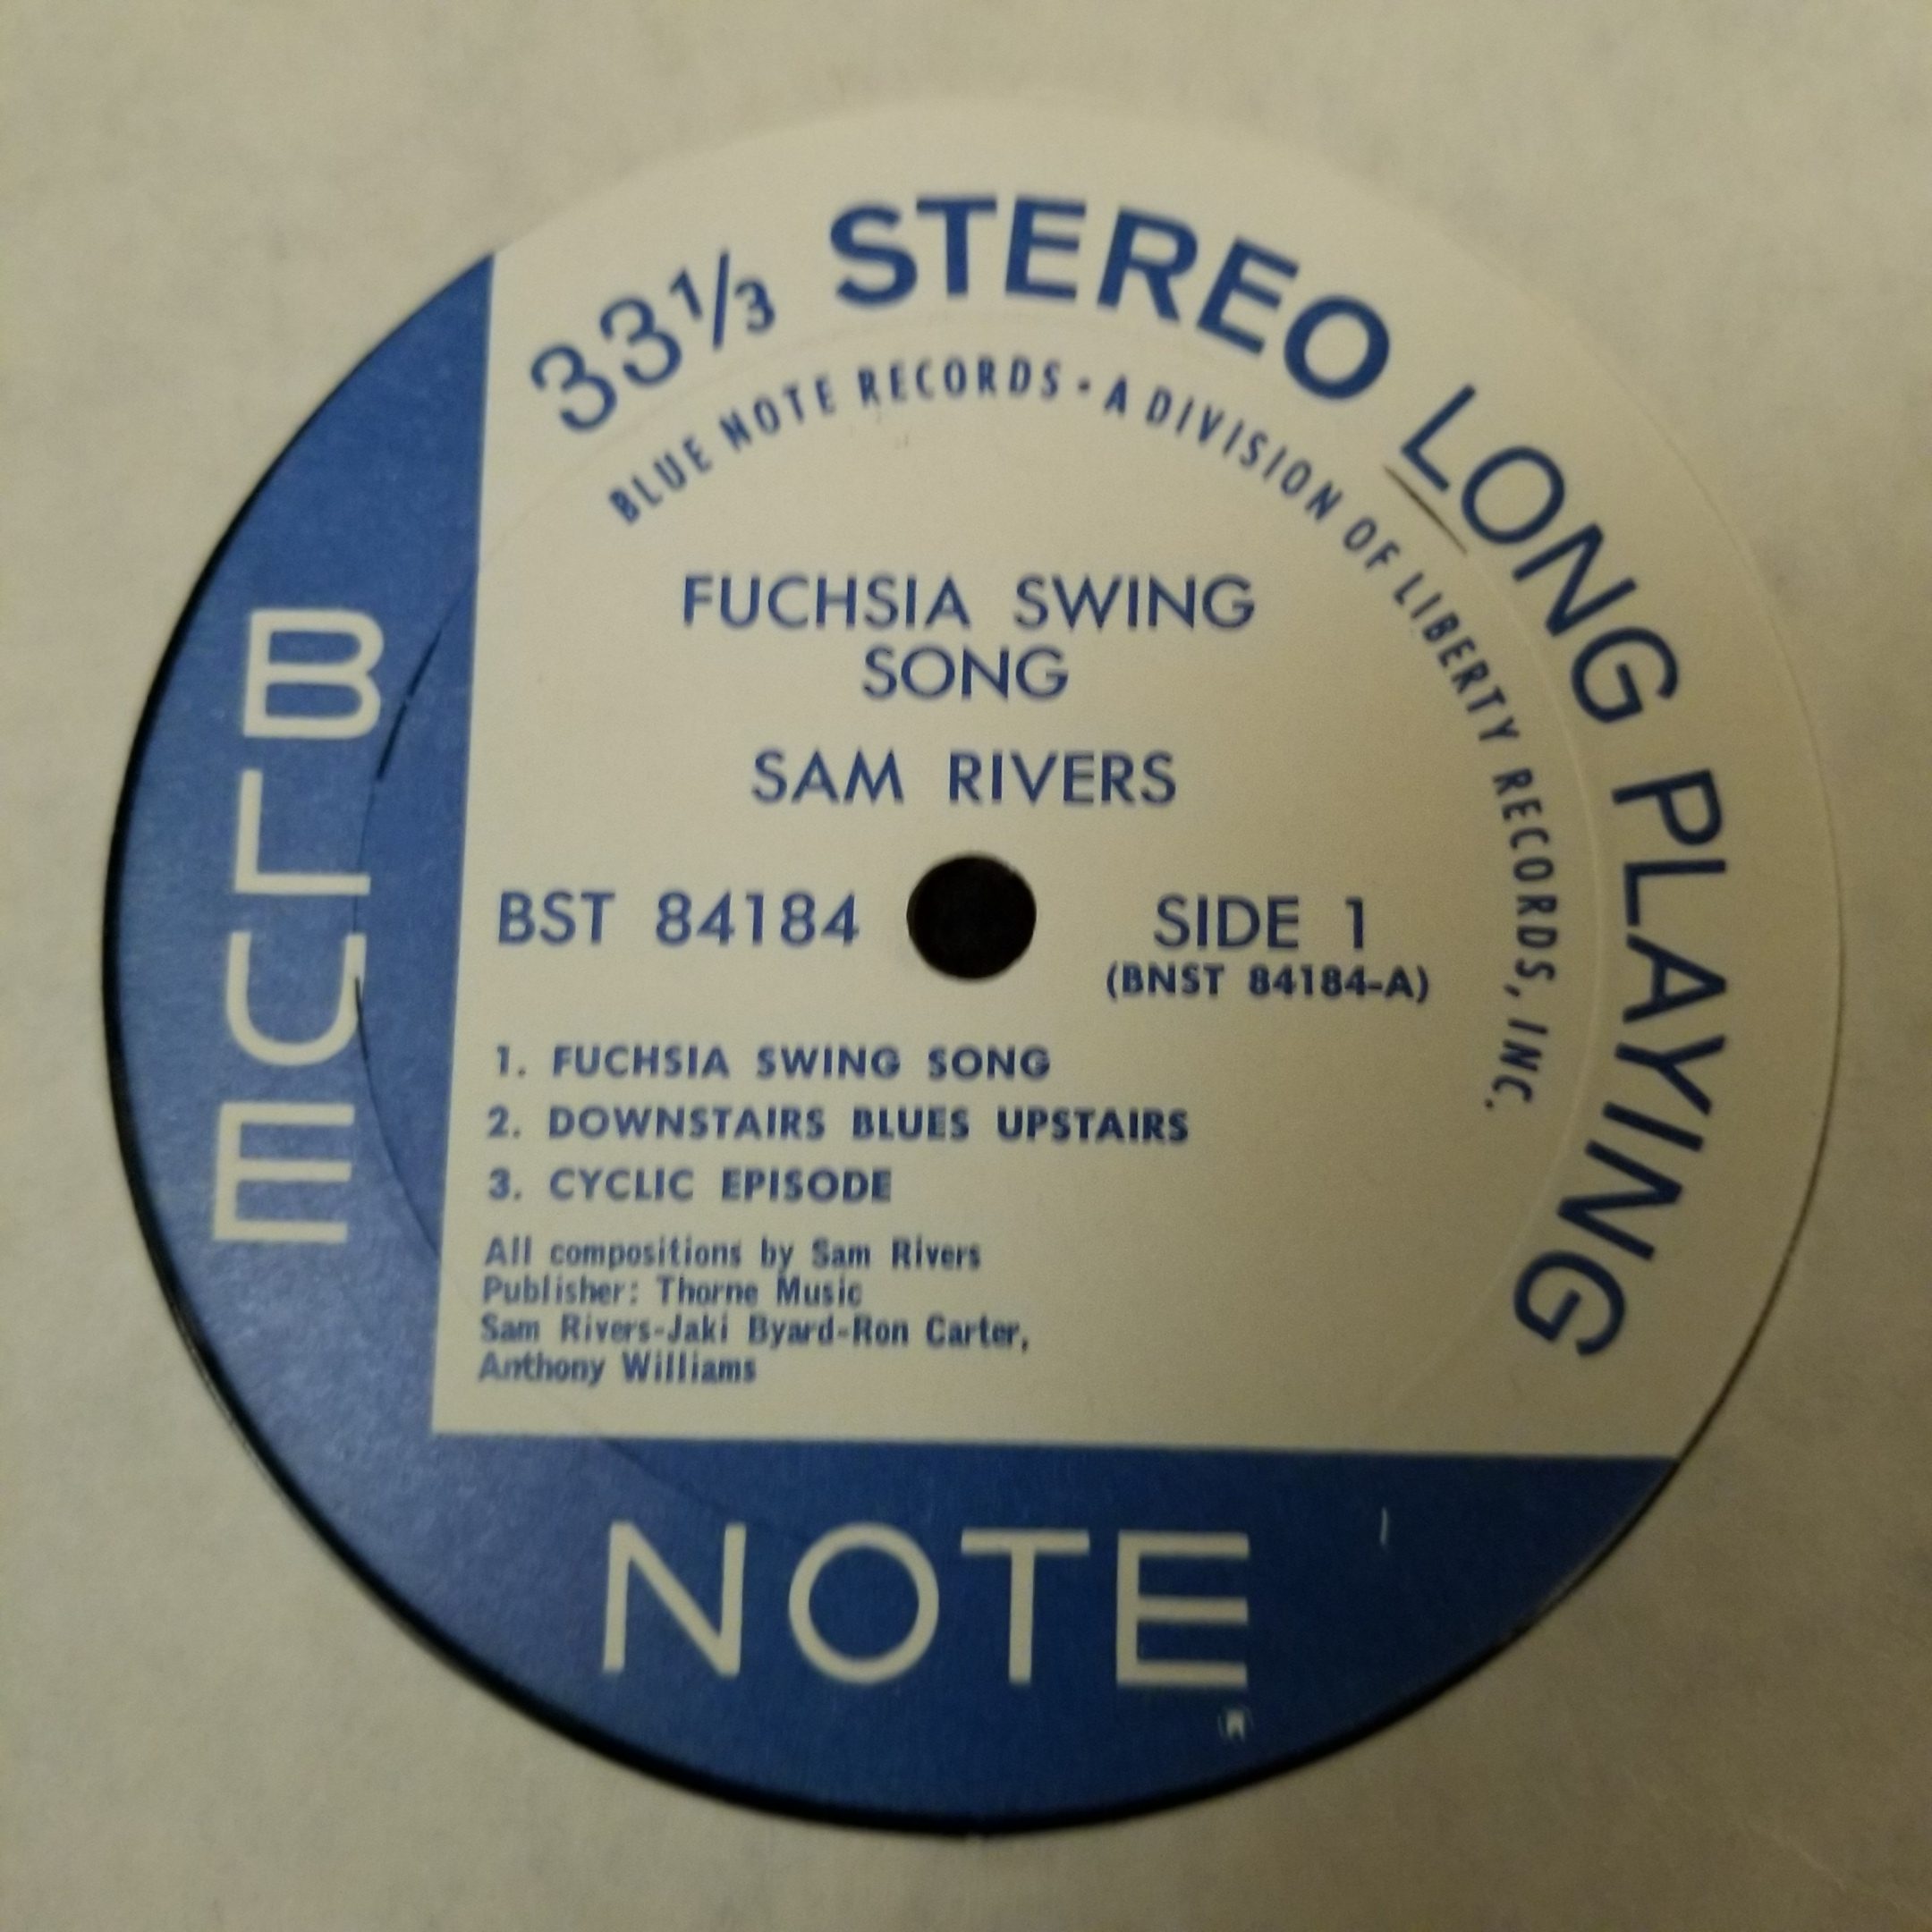 33⅓ STEREO LONG PLAYING
BLUE NOTE RECORDS • A DIVISION OF LIBERTY RECORDS, INC.
FUCHSIA SWING
SONG
SAM RIVERS
BST 84184
SIDE 1
(BNST 84184-A)
1. FUCHSIA SWING SONG
2. DOWNSTAIRS BLUES UPSTAIRS
3. CYCLIC EPISODE
All compositions by Sam Rivers
Publisher: Thorne Music
Sam Rivers-Jaki Byard-Ron Carter,
Anthony Williams
BLUE
NOTE
®